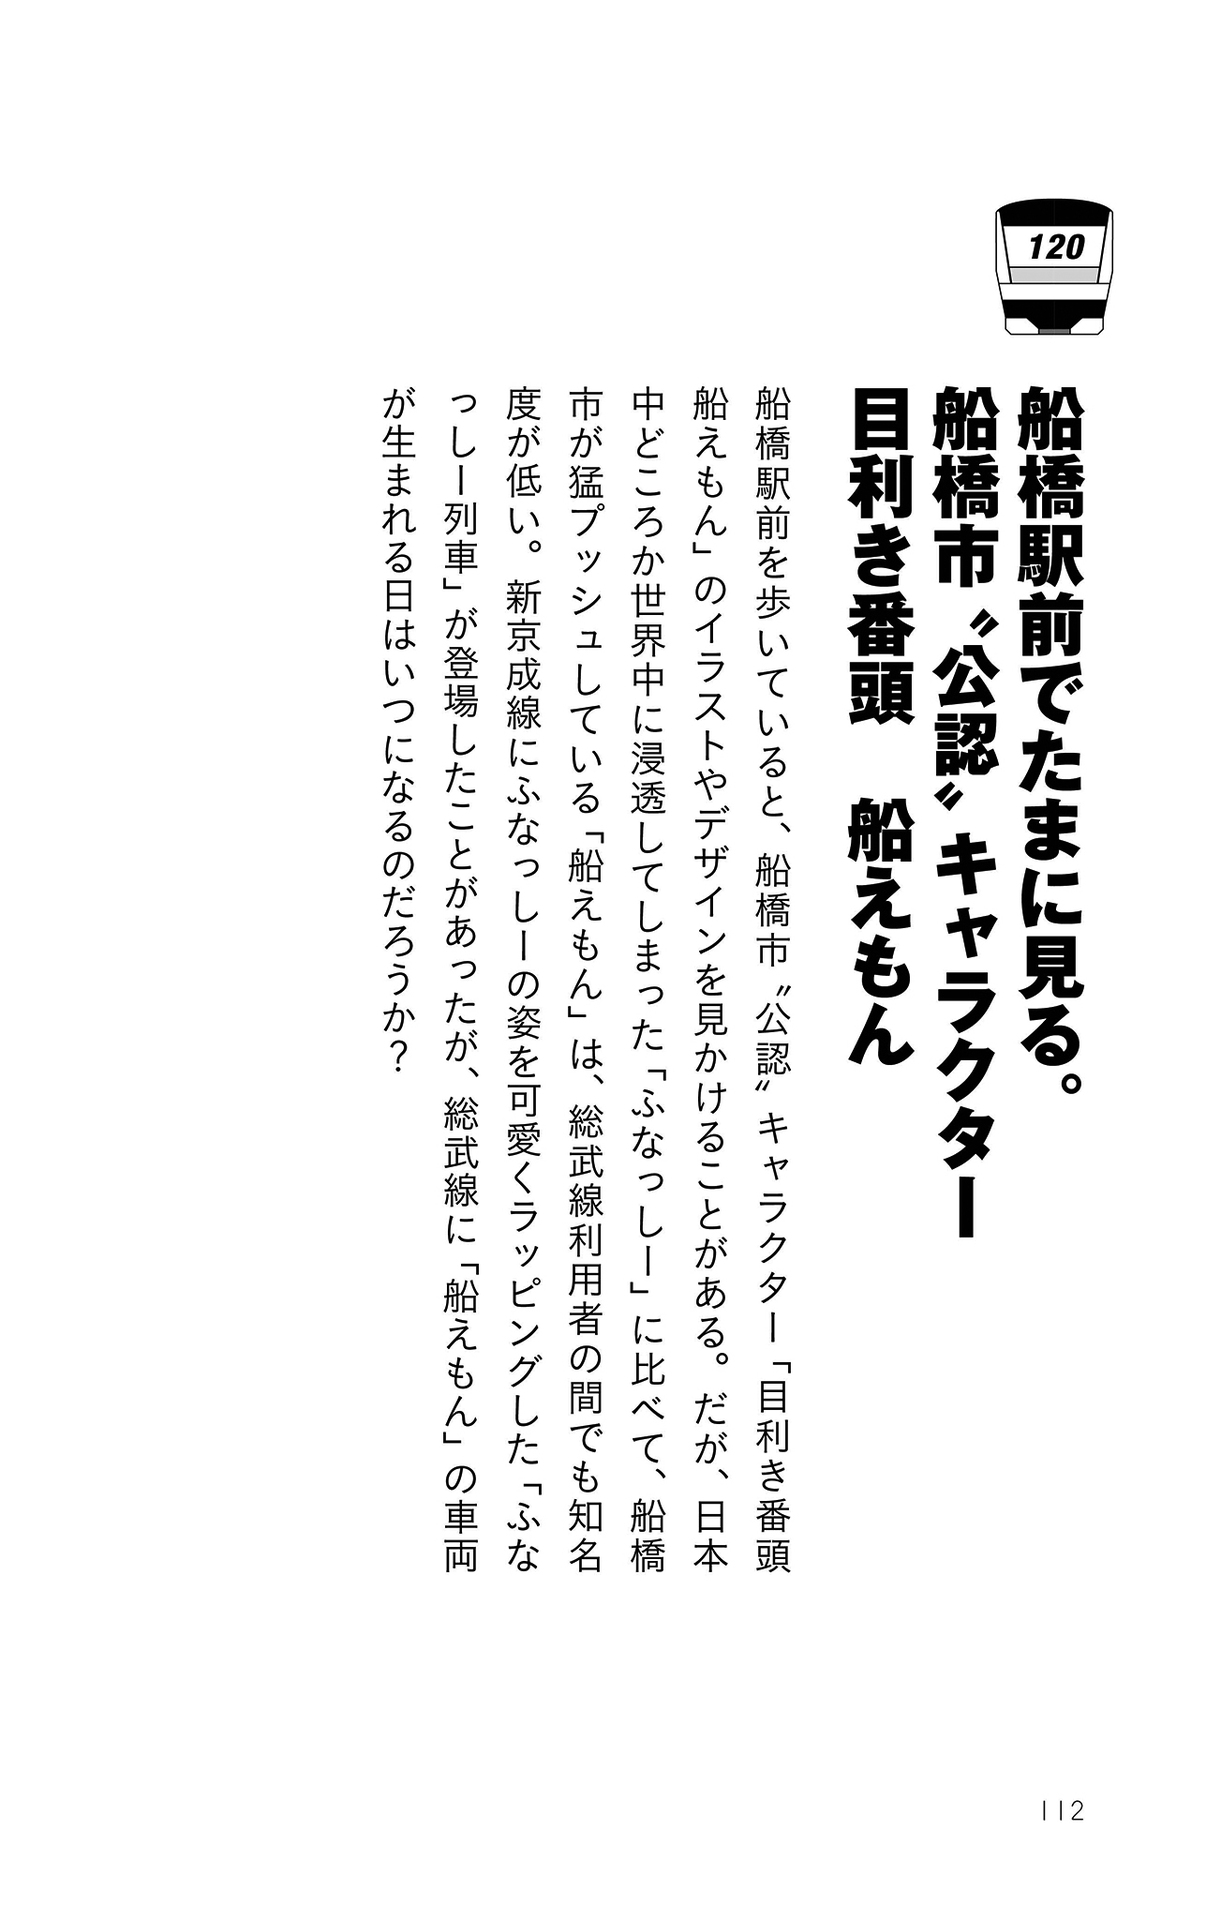 120
船橋駅前でたまに見る。
船橋市〝公認〟キャラクター
目利き番頭　船えもん
船橋駅前を歩いていると、船橋市〝公認〟キャラクター「目利き番頭
船えもん」のイラストやデザインを見かけることがある。だが、日本
中どころか世界中に浸透してしまった「ふなっしー」に比べて、船橋
市が猛プッシュしている「船えもん」は、総武線利用者の間でも知名
度が低い。新京成線にふなっしーの姿を可愛くラッピングした「ふな
っしー列車」が登場したことがあったが、総武線に「船えもん」の車両
が生まれる日はいつになるのだろうか？
112